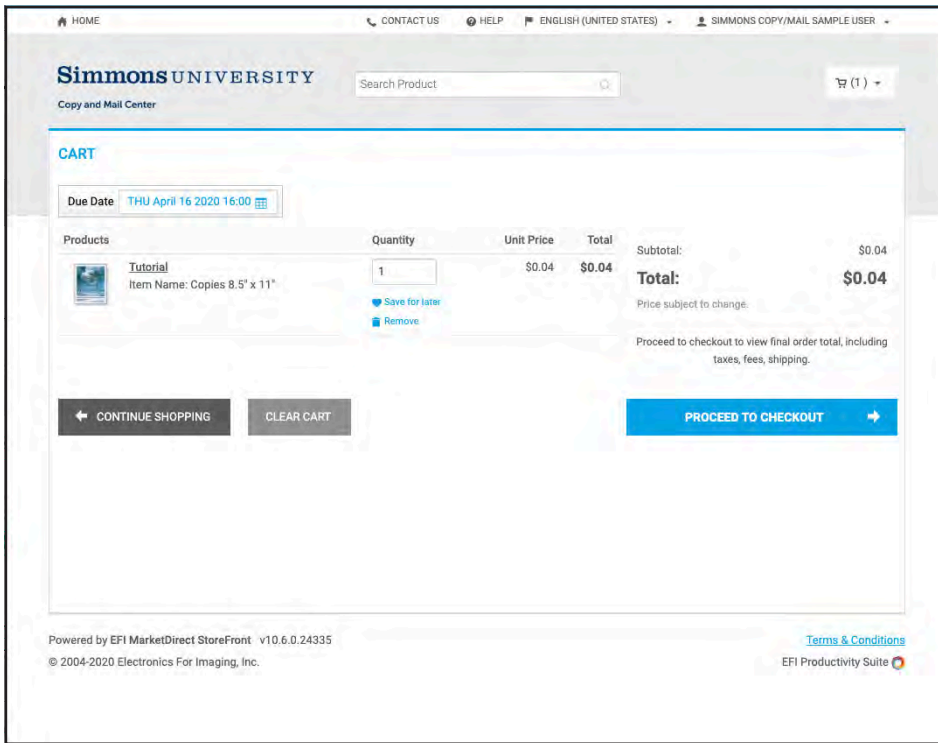 HOME
CONTACT US
HELP
ENGLISH (UNITED STATES)
SIMMONS COPY/MAIL SAMPLE USER
Simmons UNIVERSITY
Copy and Mail Center
Search Product
(1)
CART
Due Date THU April 16 2020 16:00
Products Quantity Unit Price Total
Tutorial
Item Name: Copies 8.5" x 11"
1
$0.04 $0.04
Save for later
Remove
Subtotal: $0.04
Total: $0.04
Price subject to change.
Proceed to checkout to view final order total, including
taxes, fees, shipping.
CONTINUE SHOPPING
CLEAR CART
PROCEED TO CHECKOUT
Powered by EFI MarketDirect StoreFront v10.6.0.24335
© 2004-2020 Electronics For Imaging, Inc.
Terms & Conditions
EFI Productivity Suite